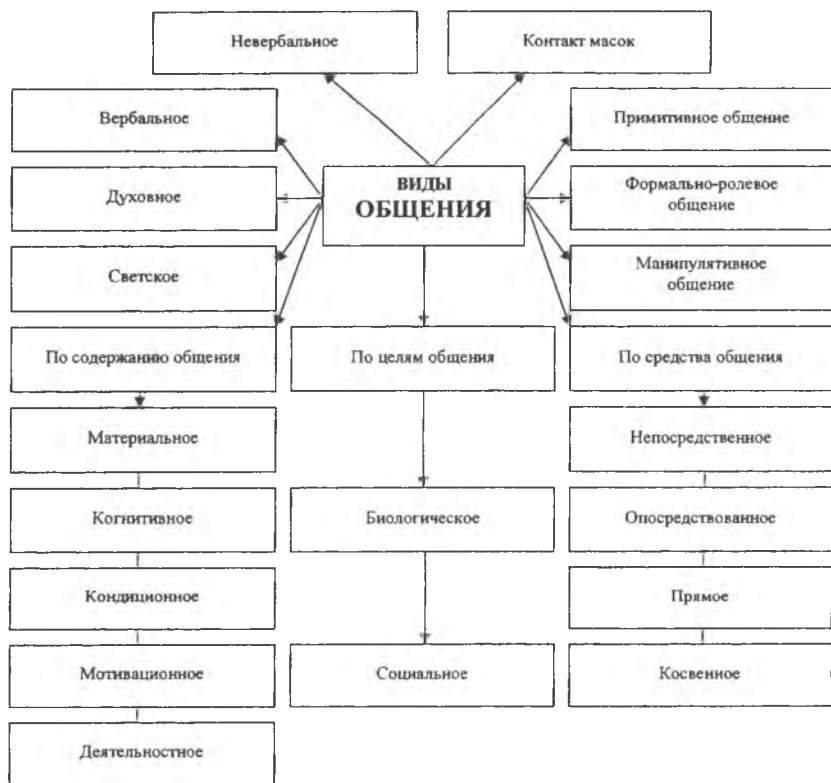 Невербальное
Контакт масок
Вербальное
Примитивное общение
ВИДЫ
ОБЩЕНИЯ
Духовное
Формально-ролевое
общение
Светское
Манипулятивное
общение
По содержанию общения
По целям общения
По средства общения
Материальное
Непосредственное
Когнитивное
Биологическое
Опосредствованное
Кондиционное
Прямое
Мотивационное
Социальное
Косвенное
Деятельностное